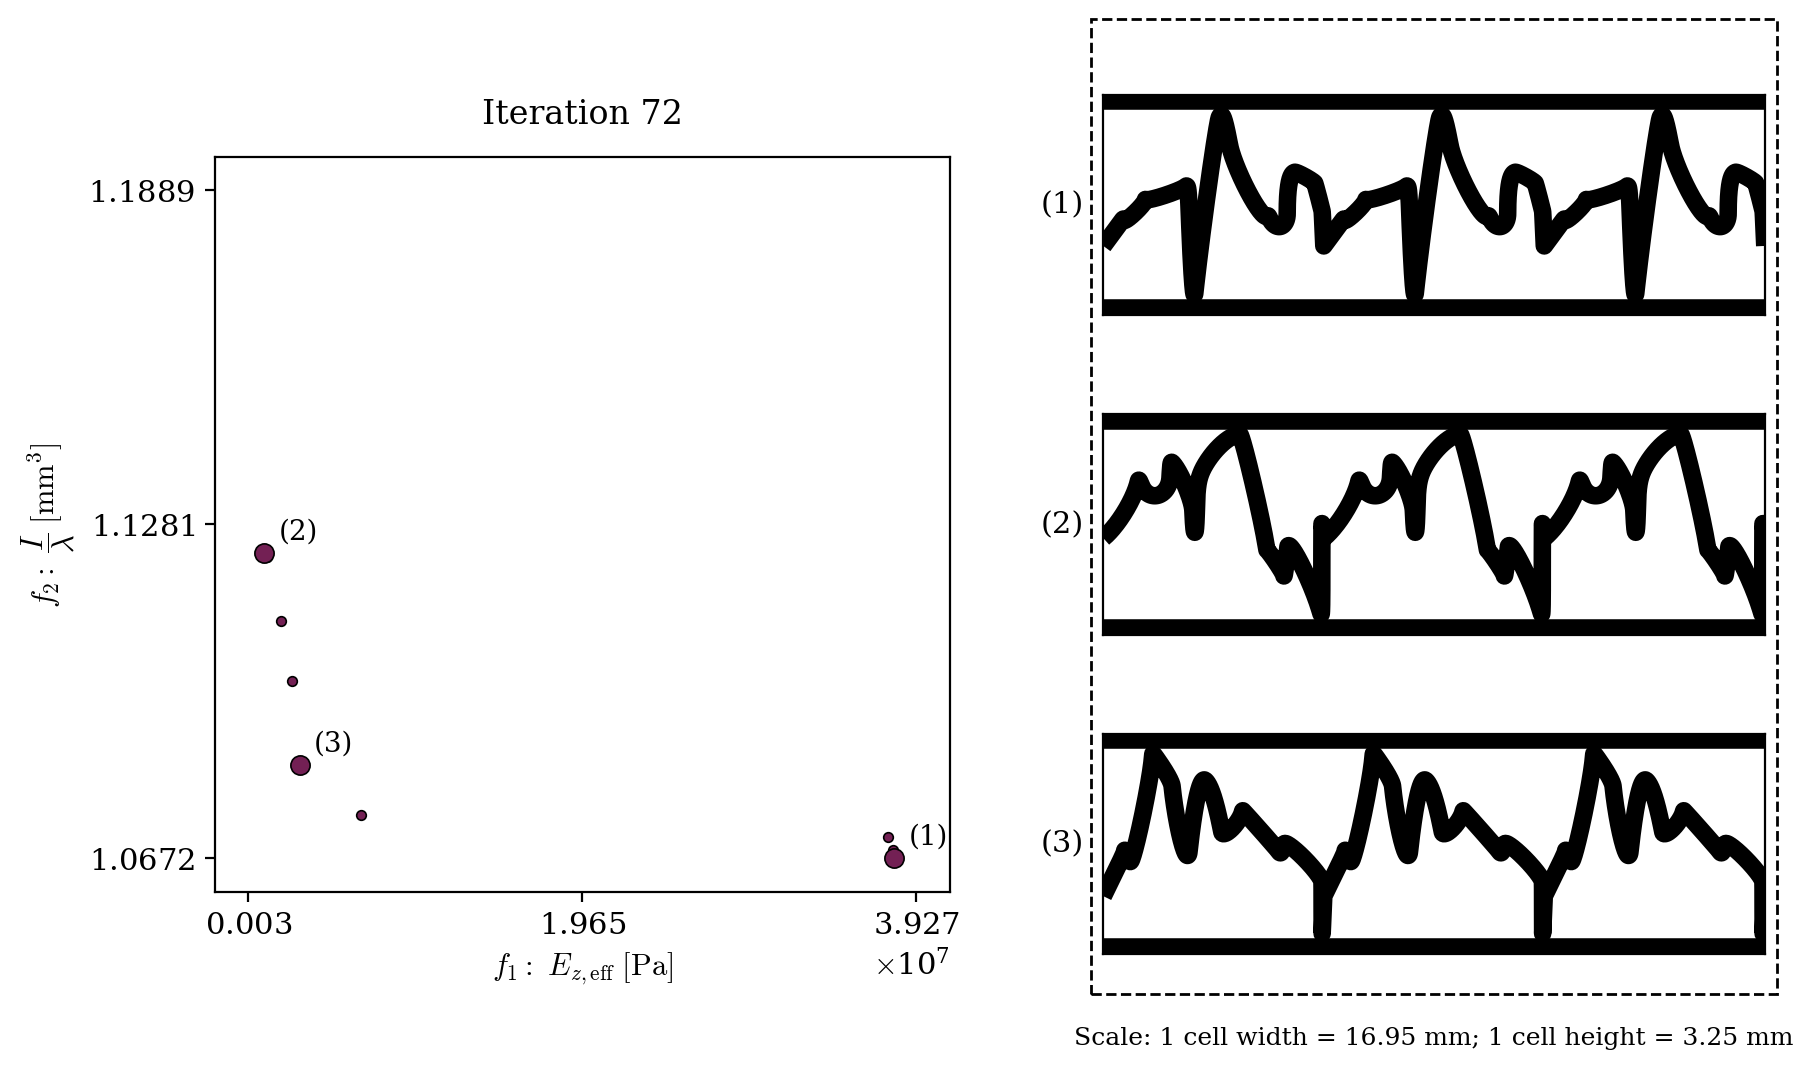 Iteration 72
1.1889
1.1281
1.0672
f₂ : I/λ [mm³]
(2)
(3)
(1)
0.003 1.965 3.927
×10⁷
f₁ : E_{z,eff} [Pa]
(1)
(2)
(3)
Scale: 1 cell width = 16.95 mm; 1 cell height = 3.25 mm